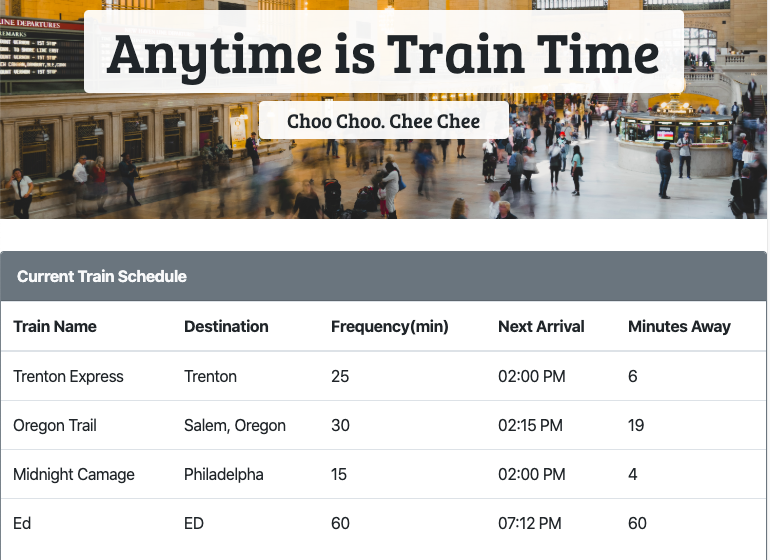 LINE DEPARTURES
REMARKS
Anytime is Train Time
Choo Choo. Chee Chee
Current Train Schedule
Train Name Destination Frequency(min) Next Arrival Minutes Away
Trenton Express Trenton 25 02:00 PM 6
Oregon Trail Salem, Oregon 30 02:15 PM 19
Midnight Camage Philadelpha 15 02:00 PM 4
Ed ED 60 07:12 PM 60